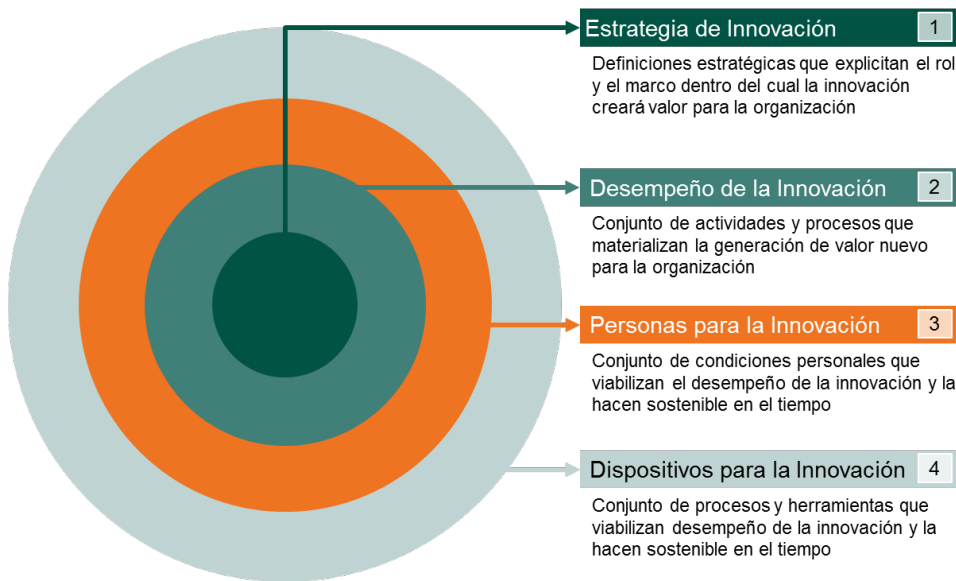 Estrategia de Innovación 1
Definiciones estratégicas que explicitan el rol
y el marco dentro del cual la innovación
creará valor para la organización
Desempeño de la Innovación 2
Conjunto de actividades y procesos que
materializan la generación de valor nuevo
para la organización
Personas para la Innovación 3
Conjunto de condiciones personales que
viabilizan el desempeño de la innovación y la
hacen sostenible en el tiempo
Dispositivos para la Innovación 4
Conjunto de procesos y herramientas que
viabilizan desempeño de la innovación y la
hacen sostenible en el tiempo